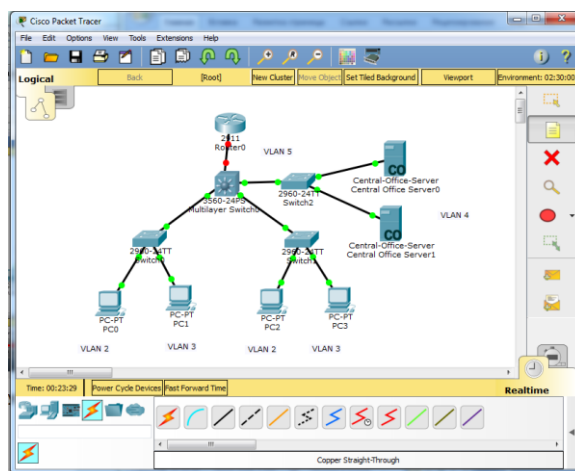 Cisco Packet Tracer
File Edit Options View Tools Extensions Help
Logical Back [Root] New Cluster Move Object Set Tiled Background Viewport Environment: 02:30:00
2911
Router0
VLAN 5
3560-24PS
Multilayer Switch0
2960-24TT
Switch2
Central-Office-Server
Central Office Server0
VLAN 4
Central-Office-Server
Central Office Server1
2960-24TT
Switch0
2960-24TT
Switch1
PC-PT
PC0
PC-PT
PC1
PC-PT
PC2
PC-PT
PC3
VLAN 2
VLAN 3
VLAN 2
VLAN 3
Time: 00:23:29 Power Cycle Devices Fast Forward Time Realtime
Copper Straight-Through